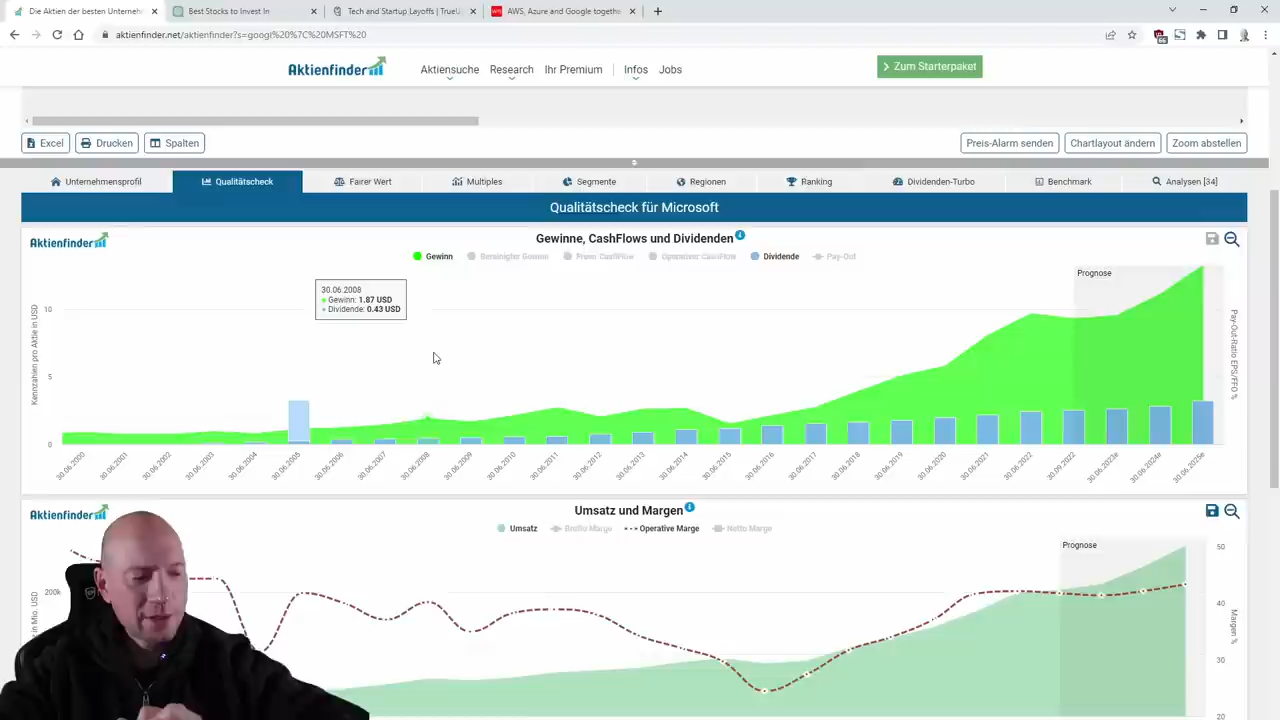 Die Aktien der besten Unterneh
Best Stocks to Invest In
Tech and Startup Layoffs | TrueU
AWS, Azure and Google togethe
aktienfinder.net/aktienfinder?s=googl%20%7C%20MSFT%20
Aktienfinder
Aktiensuche
Research
Ihr Premium
Infos
Jobs
Zum Starterpaket
Excel
Drucken
Spalten
Preis-Alarm senden
Chartlayout ändern
Zoom abstellen
Unternehmensprofil
Qualitätscheck
Fairer Wert
Multiples
Segmente
Regionen
Ranking
Dividenden-Turbo
Benchmark
Analysen [34]
Qualitätscheck für Microsoft
Aktienfinder
Gewinne, CashFlows und Dividenden
Gewinn
Bereinigter Gewinn
Freier CashFlow
Operativer CashFlow
Dividende
Pay-Out
Prognose
30.06.2008
Gewinn: 1.87 USD
Dividende: 0.43 USD
Kennzahlen pro Aktie in USD
10
5
0
Pay-Out-Ratio EPS/FFO %
30.06.2000
30.06.2001
30.06.2002
30.06.2003
30.06.2004
30.06.2005
30.06.2006
30.06.2007
30.06.2008
30.06.2009
30.06.2010
30.06.2011
30.06.2012
30.06.2013
30.06.2014
30.06.2015
30.06.2016
30.06.2017
30.06.2018
30.06.2019
30.06.2020
30.06.2021
30.06.2022
30.09.2022
30.06.2023e
30.06.2024e
30.06.2025e
Aktienfinder
Umsatz und Margen
Umsatz
Brutto Marge
Operative Marge
Netto Marge
Prognose
200k
in Mio. USD
50
40
30
20
Margen %